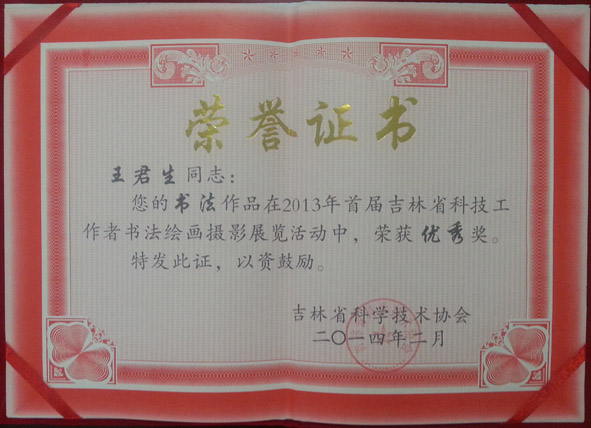 荣誉证书
王君生同志：
您的书法作品在2013年首届吉林省科技工
作者书法绘画摄影展览活动中，荣获优秀奖。
特发此证，以资鼓励。
吉林省科学技术协会
二〇一四年二月